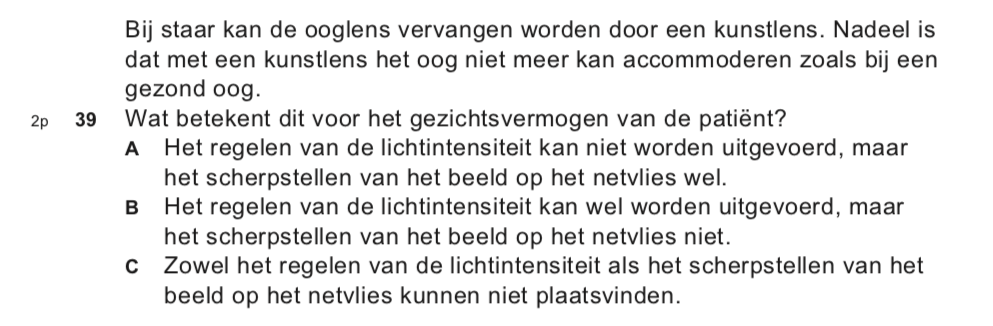 Bij staar kan de ooglens vervangen worden door een kunstlens. Nadeel is
dat met een kunstlens het oog niet meer kan accommoderen zoals bij een
gezond oog.
2p 39 Wat betekent dit voor het gezichtsvermogen van de patiënt?
A Het regelen van de lichtintensiteit kan niet worden uitgevoerd, maar
het scherpstellen van het beeld op het netvlies wel.
B Het regelen van de lichtintensiteit kan wel worden uitgevoerd, maar
het scherpstellen van het beeld op het netvlies niet.
C Zowel het regelen van de lichtintensiteit als het scherpstellen van het
beeld op het netvlies kunnen niet plaatsvinden.